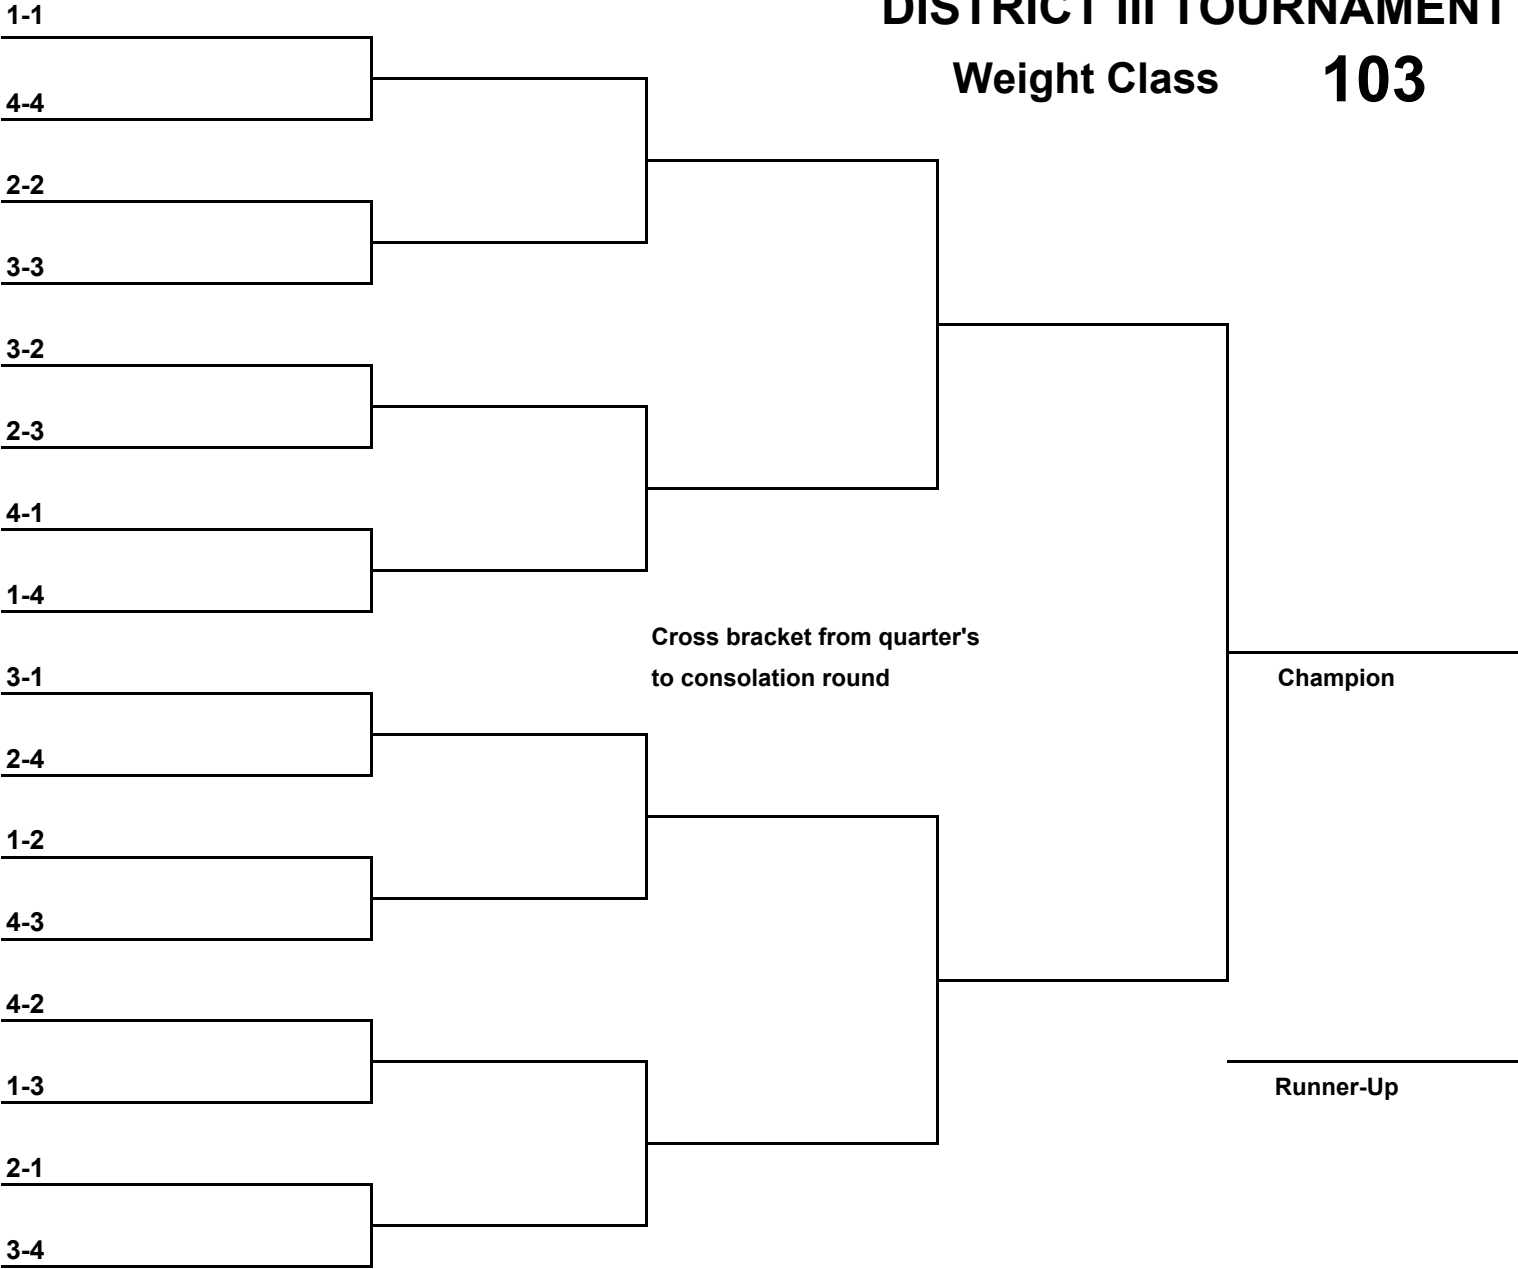 DISTRICT III TOURNAMENT
Weight Class 103
1-1
4-4
2-2
3-3
3-2
2-3
4-1
1-4
Cross bracket from quarter's
to consolation round
3-1
Champion
2-4
1-2
4-3
4-2
1-3
Runner-Up
2-1
3-4